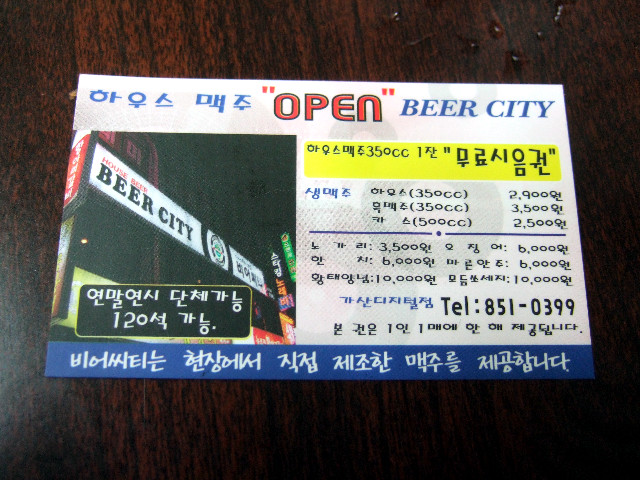 하우스 맥주 "OPEN" BEER CITY
하우스맥주350CC 1잔 "무료시음권"
생맥주 하우스(350CC) 2,900원
흑맥주(350CC) 3,500원
카 스(500CC) 2,500원
노 가 리: 3,500원 오 징 어: 6,000원
한 치: 6,000원 마른안주: 6,000원
황태양념:10,000원 모듬쏘세지:10,000원
가산디지털점 Tel:851-0399
본 권은 1인 1매에 한 해 제공됩니다.
HOUSE BEER
BEER CITY
비어씨티
연말연시 단체가능
120석 가능.
비어씨티는 현장에서 직접 제조한 맥주를 제공합니다.